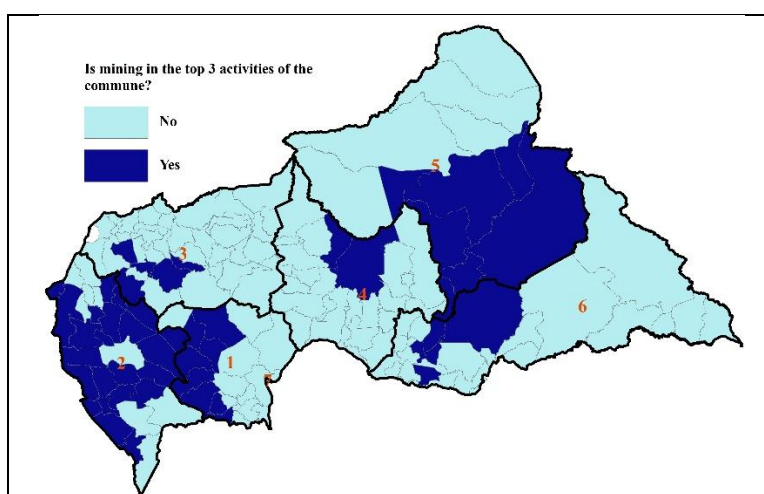 Is mining in the top 3 activities of the
commune?
No
Yes
5
3
4
6
2
1